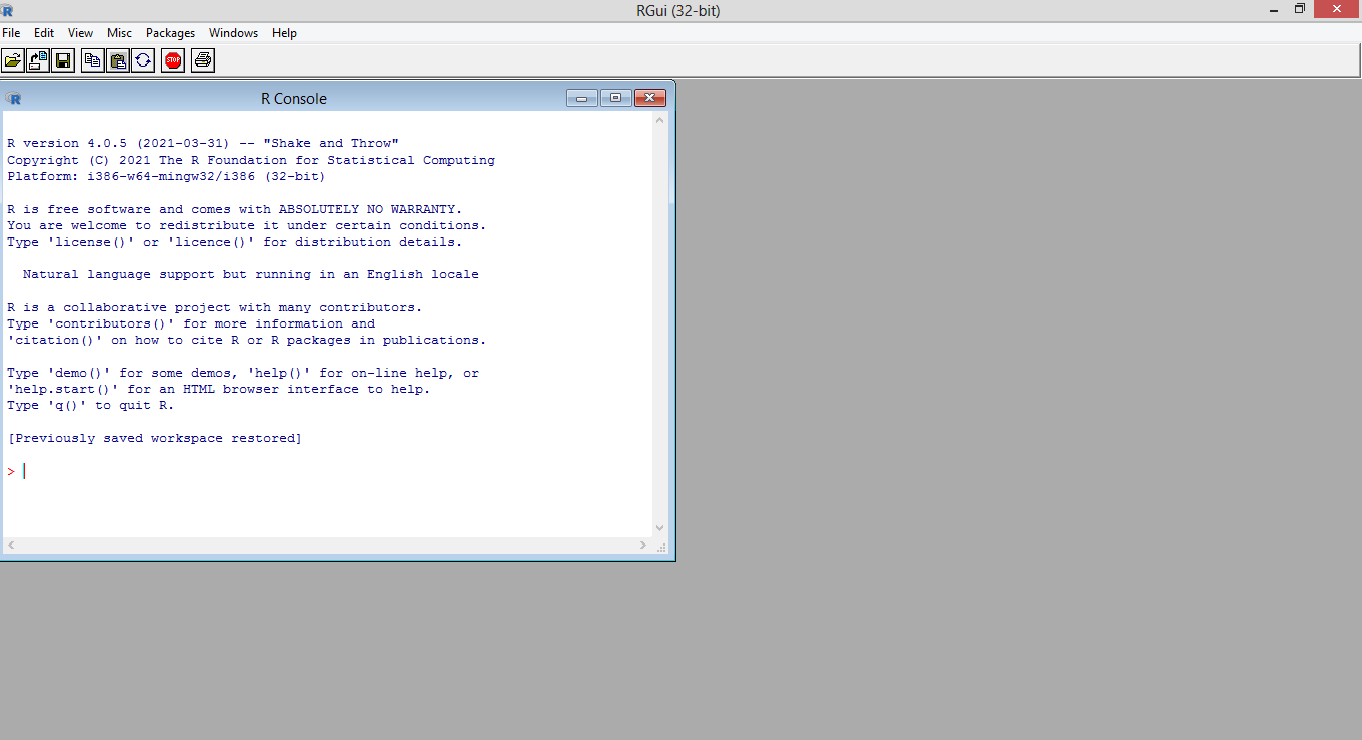 RGui (32-bit)
File Edit View Misc Packages Windows Help
STOP
R Console
R version 4.0.5 (2021-03-31) -- "Shake and Throw"
Copyright (C) 2021 The R Foundation for Statistical Computing
Platform: i386-w64-mingw32/i386 (32-bit)
R is free software and comes with ABSOLUTELY NO WARRANTY.
You are welcome to redistribute it under certain conditions.
Type 'license()' or 'licence()' for distribution details.
Natural language support but running in an English locale
R is a collaborative project with many contributors.
Type 'contributors()' for more information and
'citation()' on how to cite R or R packages in publications.
Type 'demo()' for some demos, 'help()' for on-line help, or
'help.start()' for an HTML browser interface to help.
Type 'q()' to quit R.
[Previously saved workspace restored]
>